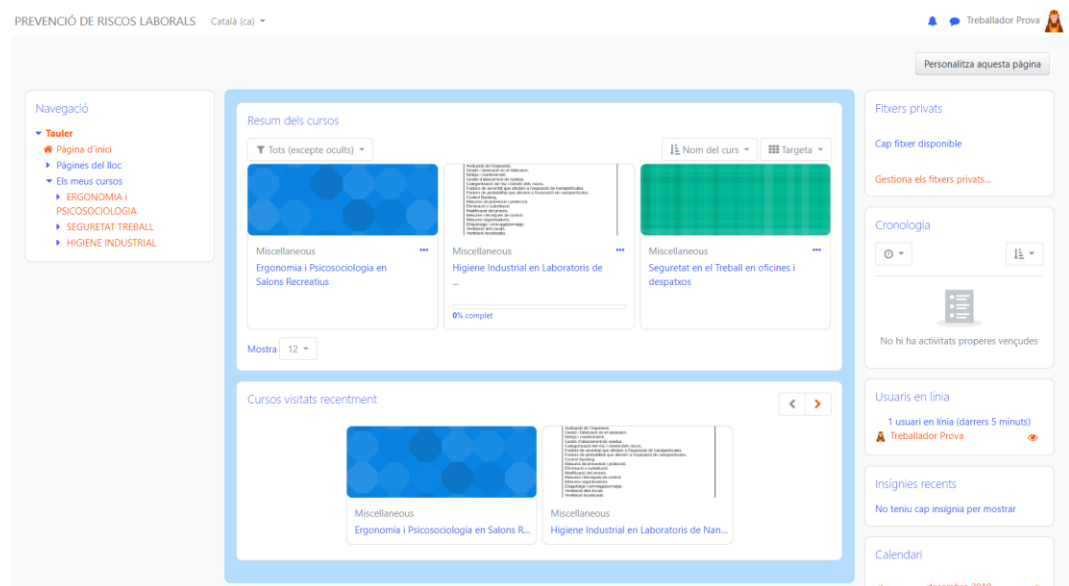 PREVENCIÓ DE RISCOS LABORALS
Català (ca)
Treballador Prova
Personalitza aquesta pàgina
Navegació
Tauler
Pàgina d'inici
Pàgines del lloc
Els meus cursos
ERGONOMIA i
PSICOSOCIOLOGIA
SEGURETAT TREBALL
HIGIENE INDUSTRIAL
Resum dels cursos
Tots (excepte ocults)
Nom del curs
Targeta
Miscellaneous
Ergonomia i Psicosociologia en
Salons Recreatius
Miscellaneous
Higiene Industrial en Laboratoris de
...
0% complet
Miscellaneous
Seguretat en el Treball en oficines i
despatxos
Mostra 12
Cursos visitats recentment
Miscellaneous
Ergonomia i Psicosociologia en Salons R...
Miscellaneous
Higiene Industrial en Laboratoris de Nan...
Fitxers privats
Cap fitxer disponible
Gestiona els fitxers privats...
Cronologia
No hi ha activitats properes vençudes
Usuaris en línia
1 usuari en línia (darrers 5 minuts)
Treballador Prova
Insígnies recents
No teniu cap insígnia per mostrar
Calendari